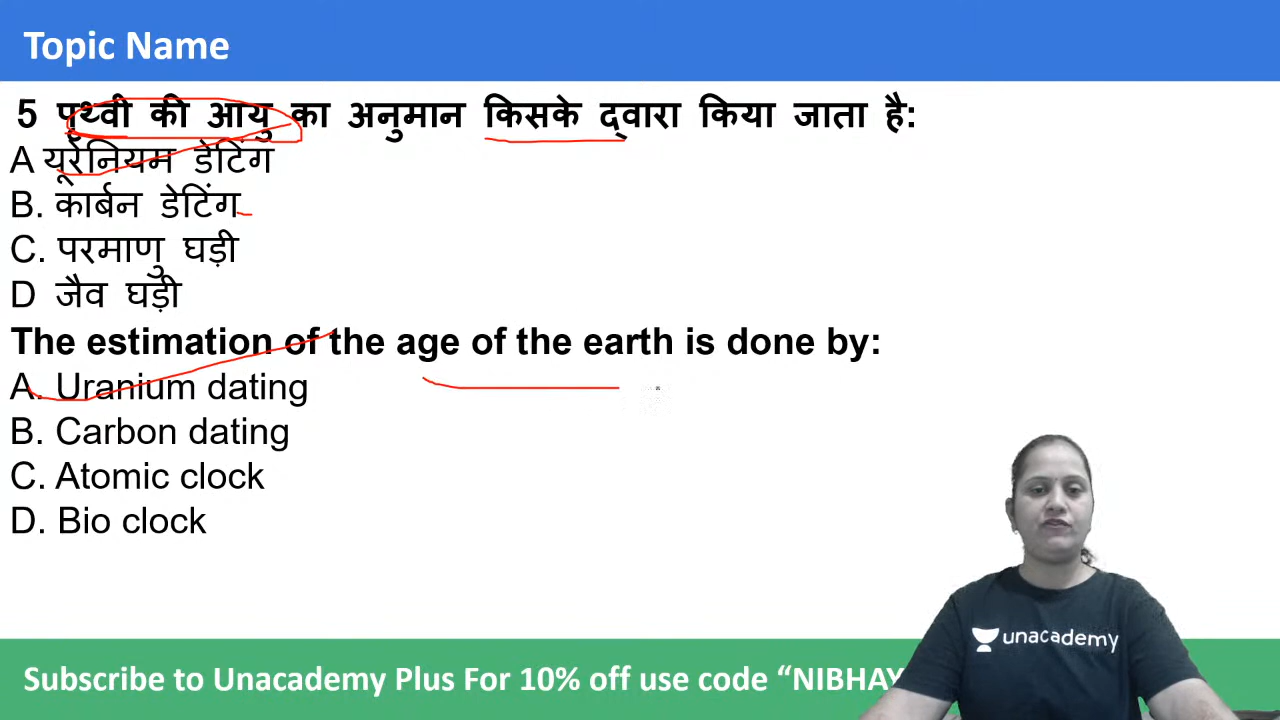 Topic Name
5 पृथ्वी की आयु का अनुमान किसके द्वारा किया जाता है:
A यूरेनियम डेटिंग
B. कार्बन डेटिंग
C. परमाणु घड़ी
D जैव घड़ी
The estimation of the age of the earth is done by:
A. Uranium dating
B. Carbon dating
C. Atomic clock
D. Bio clock
unacademy
Subscribe to Unacademy Plus For 10% off use code “NIBHAY